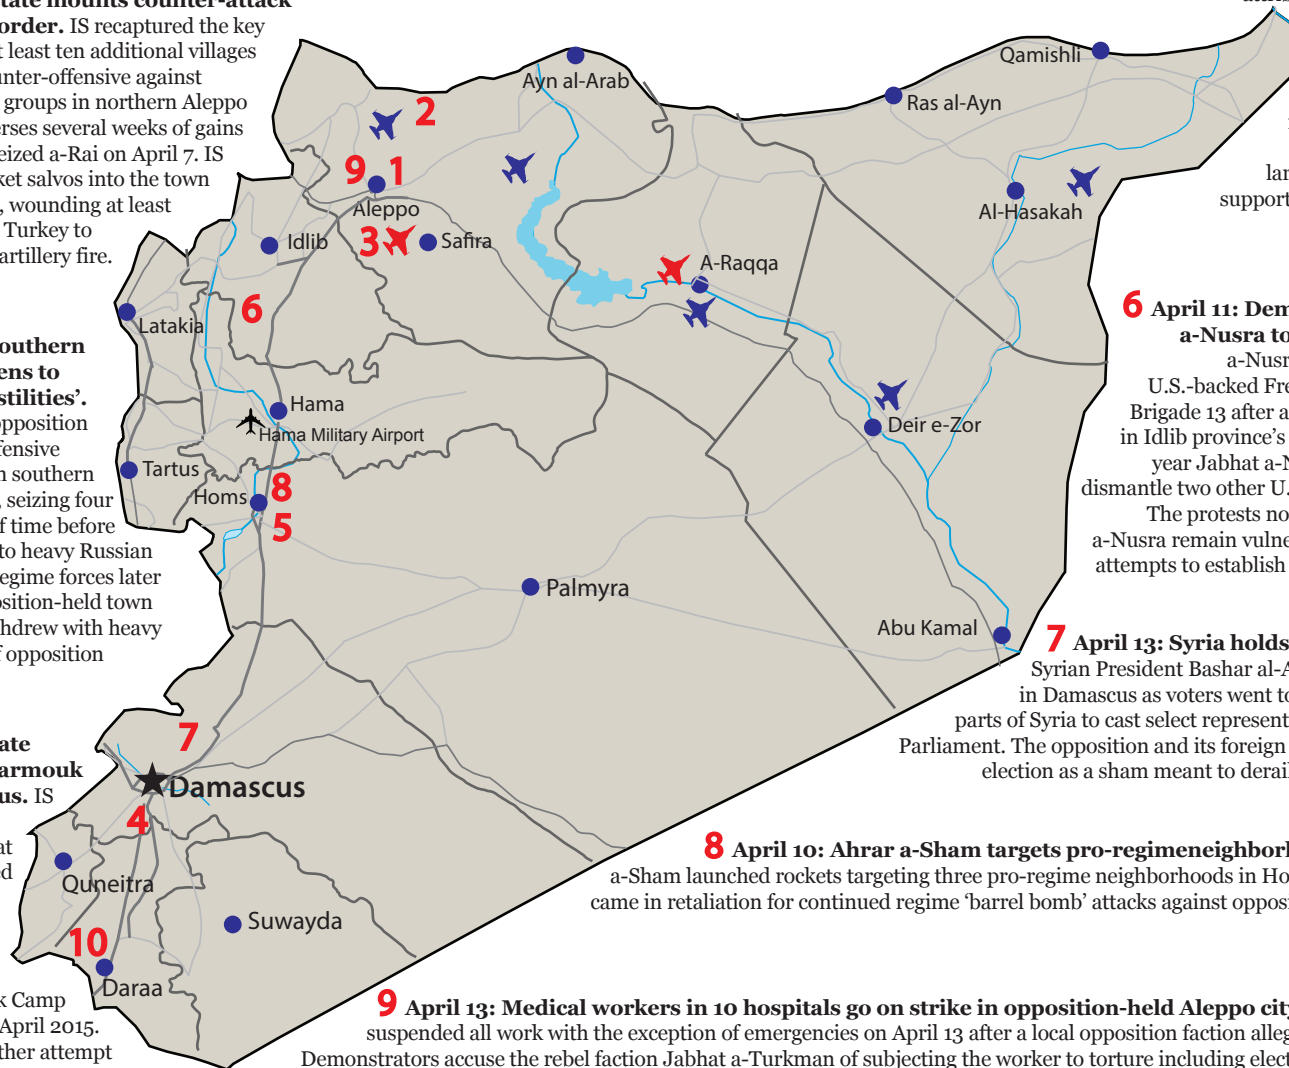 tate mounts counter-attack
order. IS recaptured the key
t least ten additional villages
unter-offensive against
groups in northern Aleppo
erses several weeks of gains
eized a-Rai on April 7. IS
ket salvos into the town
, wounding at least
Turkey to
artillery fire.
outhern
ens to
stilities’.
opposition
fensive
n southern
, seizing four
f time before
to heavy Russian
egime forces later
osition-held town
thdrew with heavy
f opposition
ate
armouk
us. IS
at
ed
k Camp
April 2015.
ther attempt
Ayn al-Arab
Qamishli
Ras al-Ayn
2
9 1
Aleppo
Al-Hasakah
3
Safira
Idlib
A-Raqqa
6
Latakia
Hama
Hama Military Airport
Deir e-Zor
Tartus
Homs
8
5
Palmyra
Abu Kamal
7
Damascus
4
Quneitra
Suwayda
10
Daraa
lar
support
6 April 11: Dem
a-Nusra to
a-Nusr
U.S.-backed Fre
Brigade 13 after a
in Idlib province’s
year Jabhat a-N
dismantle two other U.
The protests no
a-Nusra remain vulne
attempts to establish
7 April 13: Syria holds
Syrian President Bashar al-A
in Damascus as voters went to
parts of Syria to cast select represent
Parliament. The opposition and its foreign
election as a sham meant to derail
8 April 10: Ahrar a-Sham targets pro-regimeneighborh
a-Sham launched rockets targeting three pro-regime neighborhoods in Ho
came in retaliation for continued regime ‘barrel bomb’ attacks against oppos
9 April 13: Medical workers in 10 hospitals go on strike in opposition-held Aleppo city
suspended all work with the exception of emergencies on April 13 after a local opposition faction alleg
Demonstrators accuse the rebel faction Jabhat a-Turkman of subjecting the worker to torture including elect